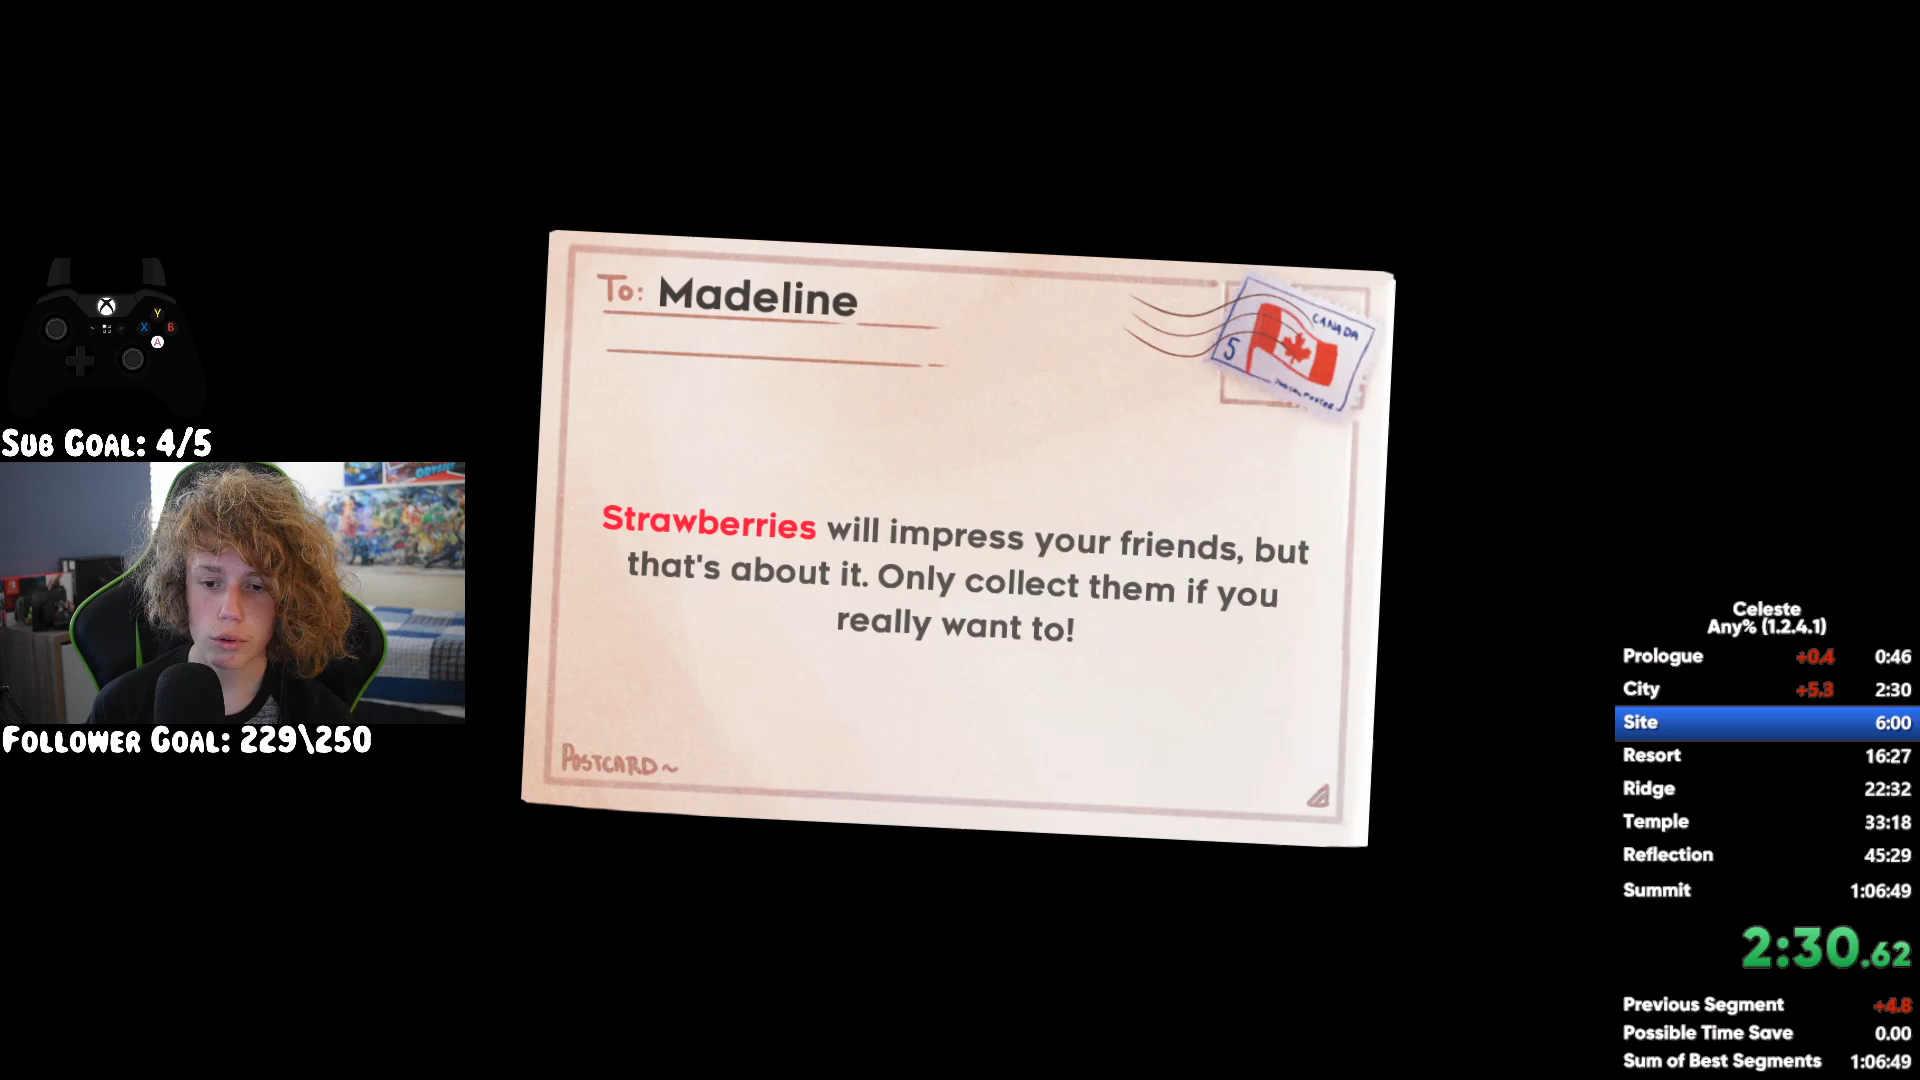 To: Madeline
CANADA
5
Strawberries will impress your friends, but
that's about it. Only collect them if you
really want to!
POSTCARD~
Y
X B
A
SUB GOAL: 4/5
ODYSSEY
FOLLOWER GOAL: 229\250
Celeste
Any% (1.2.4.1)
Prologue +0.4 0:46
City +5.3 2:30
Site 6:00
Resort 16:27
Ridge 22:32
Temple 33:18
Reflection 45:29
Summit 1:06:49
2:30.62
Previous Segment +4.8
Possible Time Save 0.00
Sum of Best Segments 1:06:49